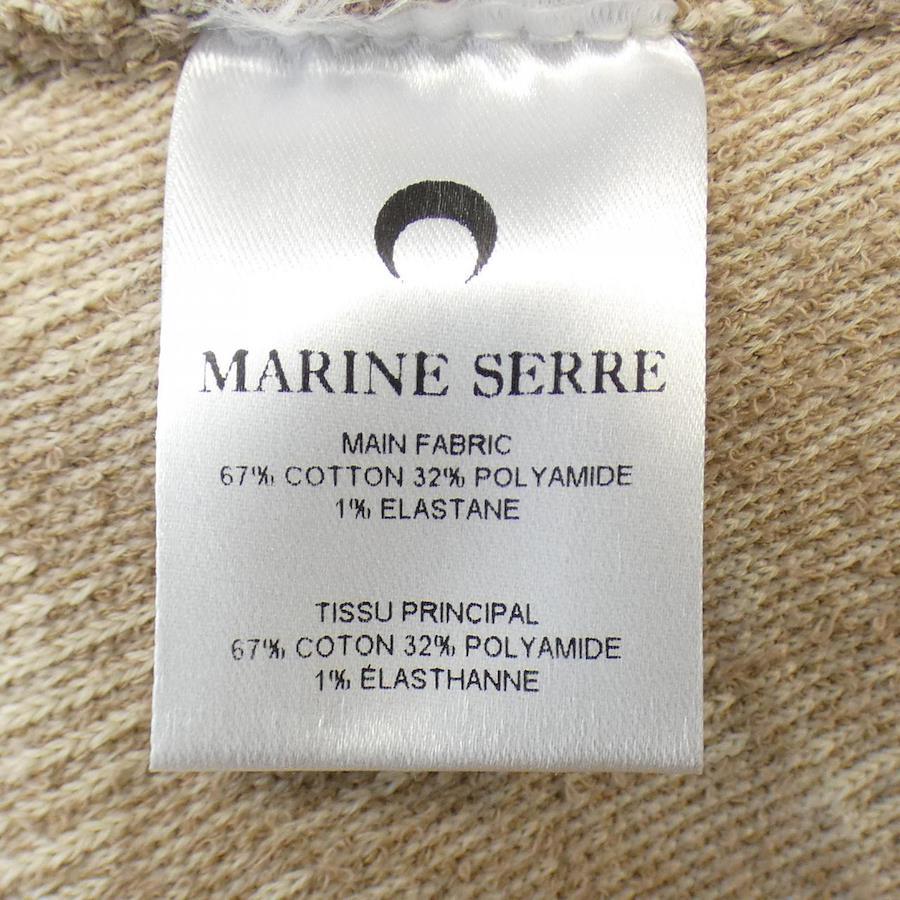 MARINE SERRE
MAIN FABRIC
67% COTTON 32% POLYAMIDE
1% ELASTANE
TISSU PRINCIPAL
67% COTON 32% POLYAMIDE
1% ÉLASTHANNE